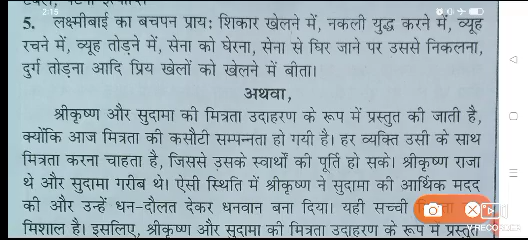 2:19
5. लक्ष्मीबाई का बचपन प्राय: शिकार खेलने में, नकली युद्ध करने में, व्यूह
रचने में, व्यूह तोड़ने में, सेना को घेरना, सेना से घिर जाने पर उससे निकलना,
दुर्ग तोड़ना आदि प्रिय खेलों को खेलने में बीता।
अथवा,
श्रीकृष्ण और सुदामा की मित्रता उदाहरण के रूप में प्रस्तुत की जाती है,
क्योंकि आज मित्रता की कसौटी सम्पन्नता हो गयी है। हर व्यक्ति उसी के साथ
मित्रता करना चाहता है, जिससे उसके स्वार्थों की पूर्ति हो सके। श्रीकृष्ण राजा
थे और सुदामा गरीब थे। ऐसी स्थिति में श्रीकृष्ण ने सुदामा की आर्थिक मदद
की और उन्हें धन-दौलत देकर धनवान बना दिया। यही सच्ची
मिशाल है। इसलिए, श्रीकृष्ण और सुदामा की मित्रता उदाहरण के रूप में प्रस्तुत